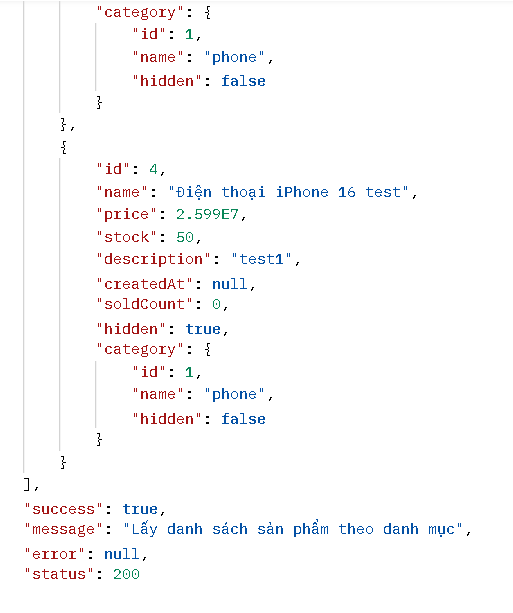 "category": {
"id": 1,
"name": "phone",
"hidden": false
}
},
{
"id": 4,
"name": "Điện thoại iPhone 16 test",
"price": 2.599E7,
"stock": 50,
"description": "test1",
"createdAt": null,
"soldCount": 0,
"hidden": true,
"category": {
"id": 1,
"name": "phone",
"hidden": false
}
}
],
"success": true,
"message": "Lấy danh sách sản phẩm theo danh mục",
"error": null,
"status": 200